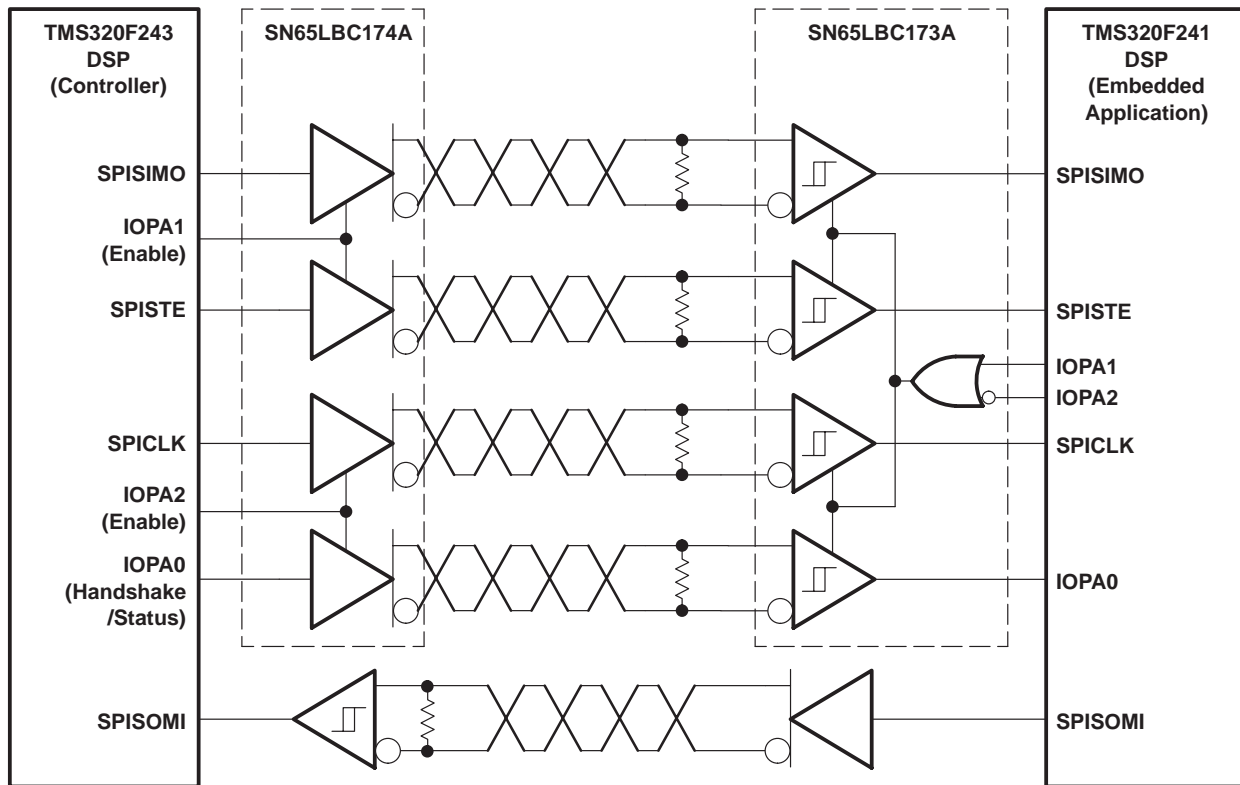 TMS320F243
DSP
(Controller)
SN65LBC174A
SN65LBC173A
TMS320F241
DSP
(Embedded
Application)
SPISIMO
IOPA1
(Enable)
SPISTE
SPICLK
IOPA2
(Enable)
IOPA0
(Handshake
/Status)
SPISOMI
SPISIMO
SPISTE
IOPA1
IOPA2
SPICLK
IOPA0
SPISOMI